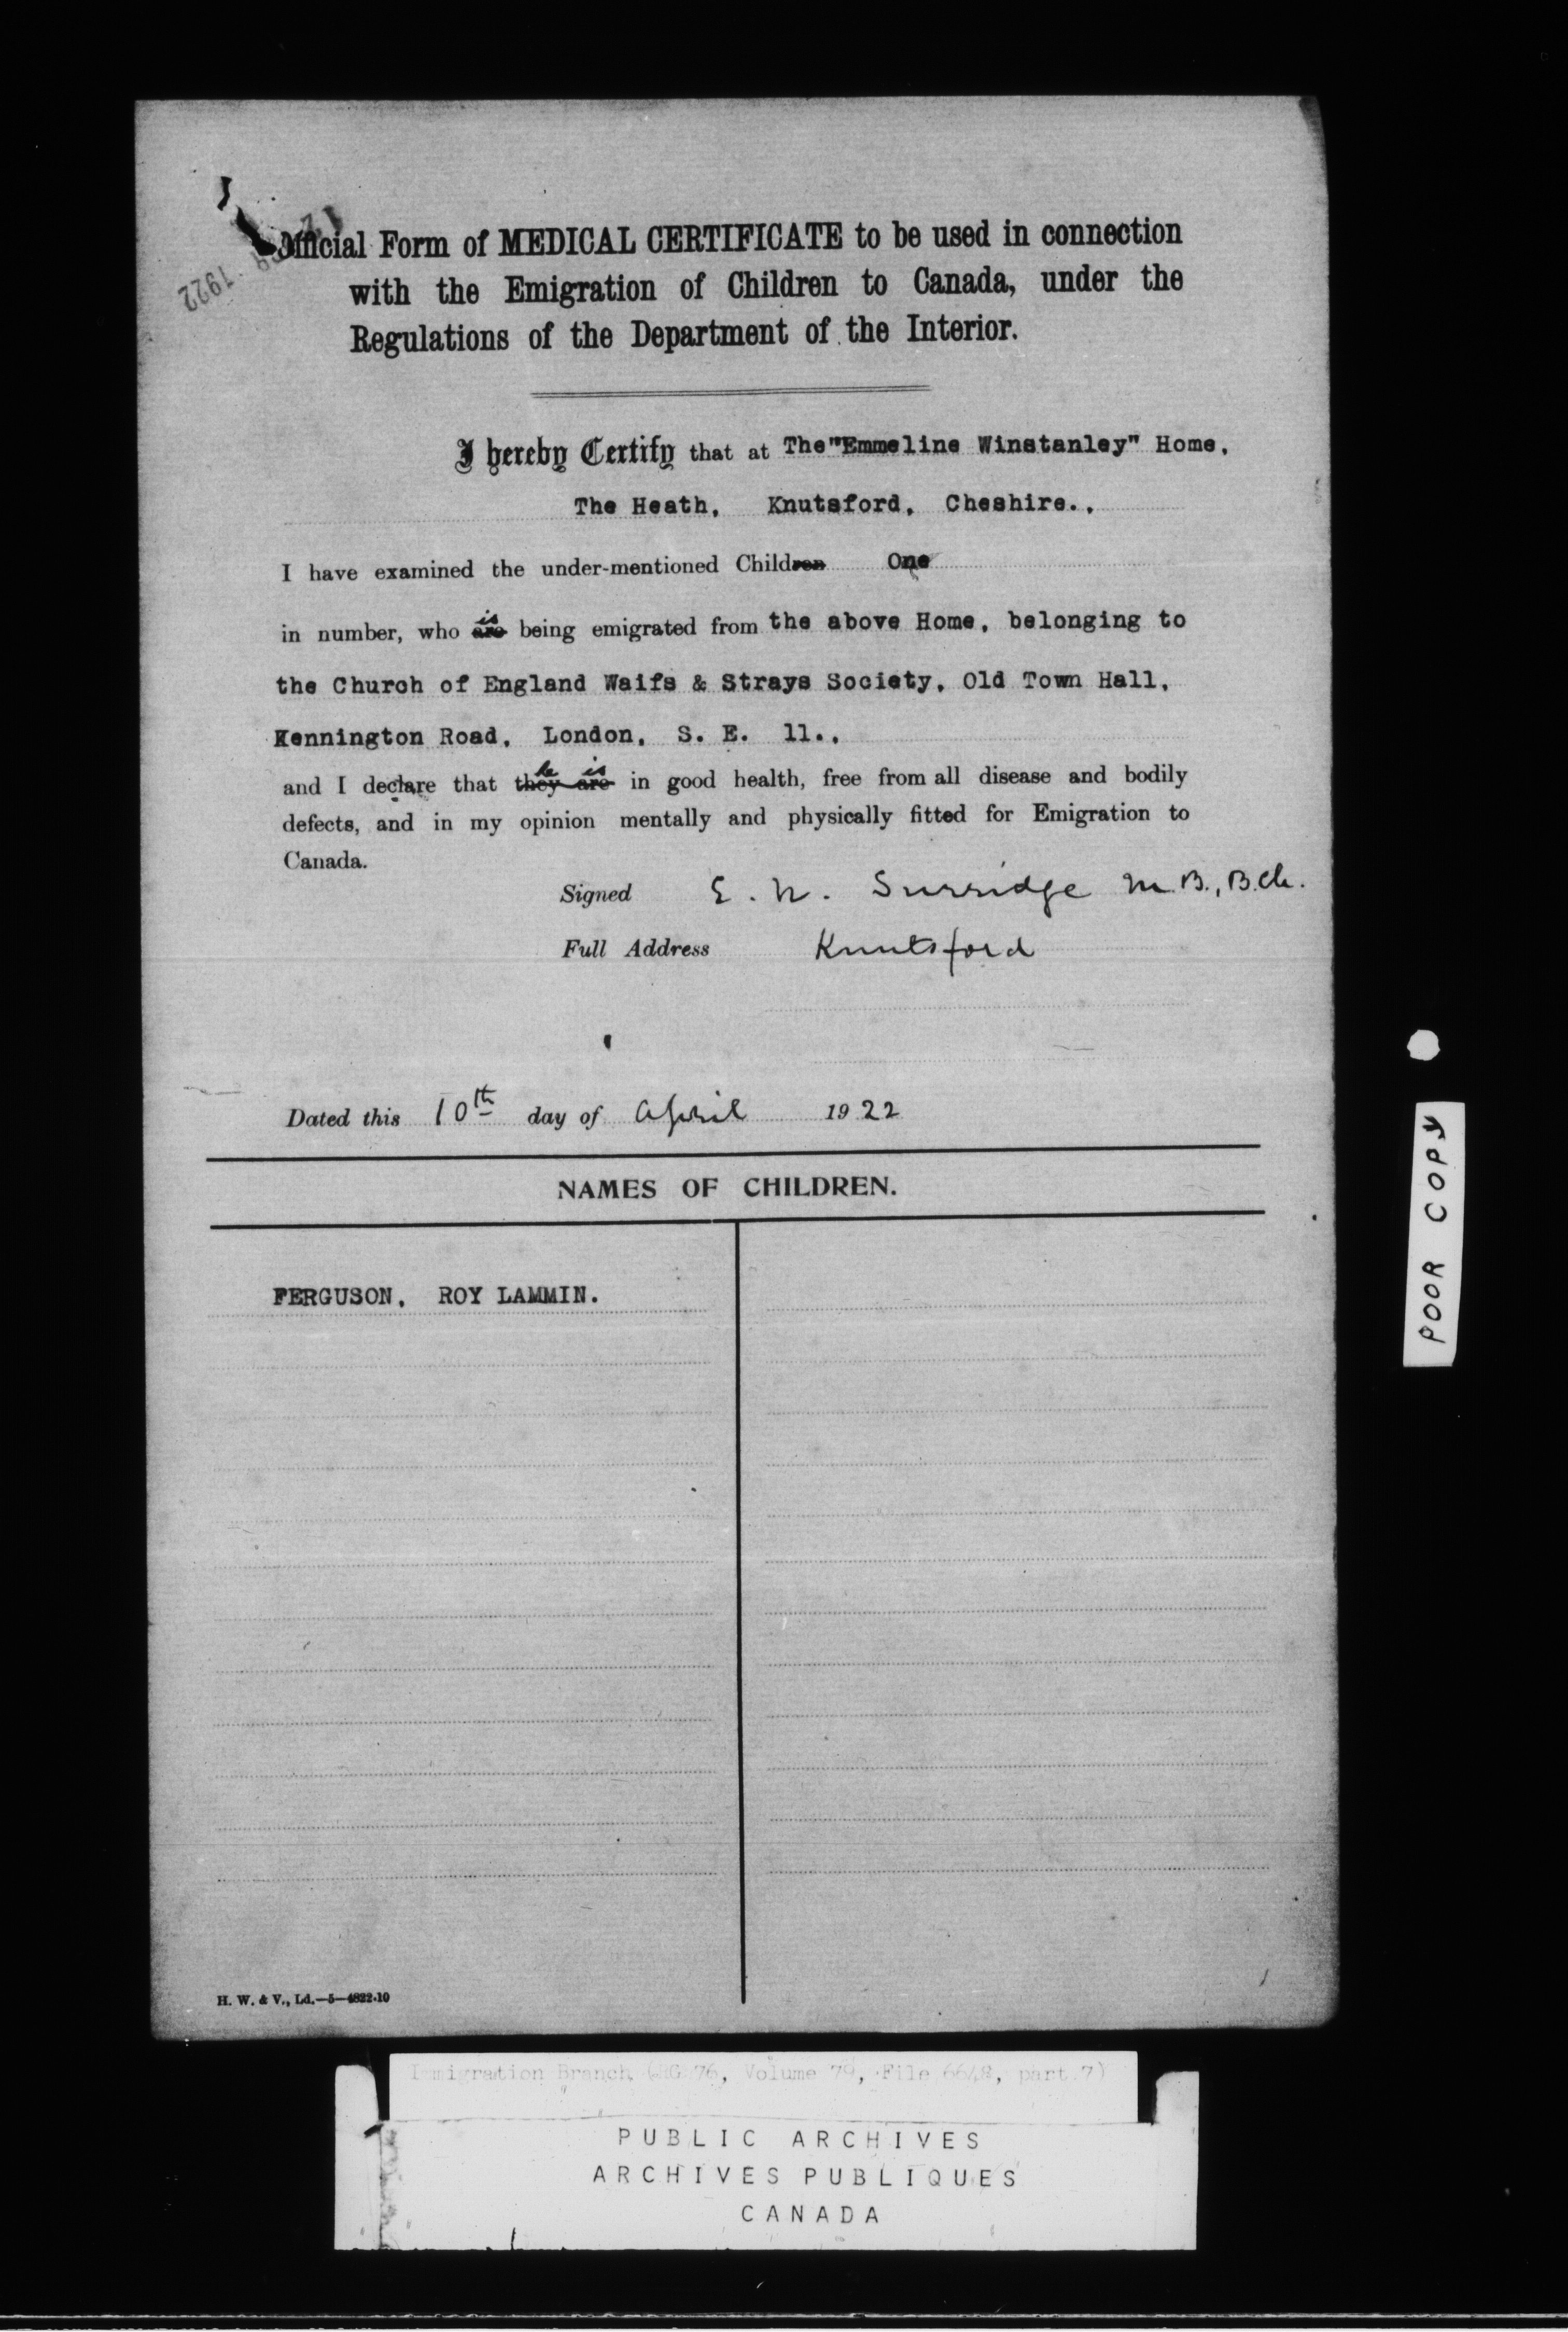 1922
Official Form of MEDICAL CERTIFICATE to be used in connection
with the Emigration of Children to Canada, under the
Regulations of the Department of the Interior.
I hereby Certify that at The "Emmeline Winstanley" Home,
The Heath, Knutsford, Cheshire.,
I have examined the under-mentioned Children One
in number, who are is being emigrated from the above Home, belonging to
the Church of England Waifs & Strays Society, Old Town Hall,
Kennington Road, London, S. E. 11.,
he is
and I declare that they are in good health, free from all disease and bodily
defects, and in my opinion mentally and physically fitted for Emigration to
Canada.
Signed E. N. Surridge M.B., B.Ch.
Full Address Knutsford
Dated this 10th day of April 1922
NAMES OF CHILDREN.
FERGUSON, ROY LAMMIN.
H. W. & V., Ld.—5—4822-10
POOR COPY
Immigration Branch (RG 76, Volume 78, File 6648, part 7)
PUBLIC ARCHIVES
ARCHIVES PUBLIQUES
CANADA